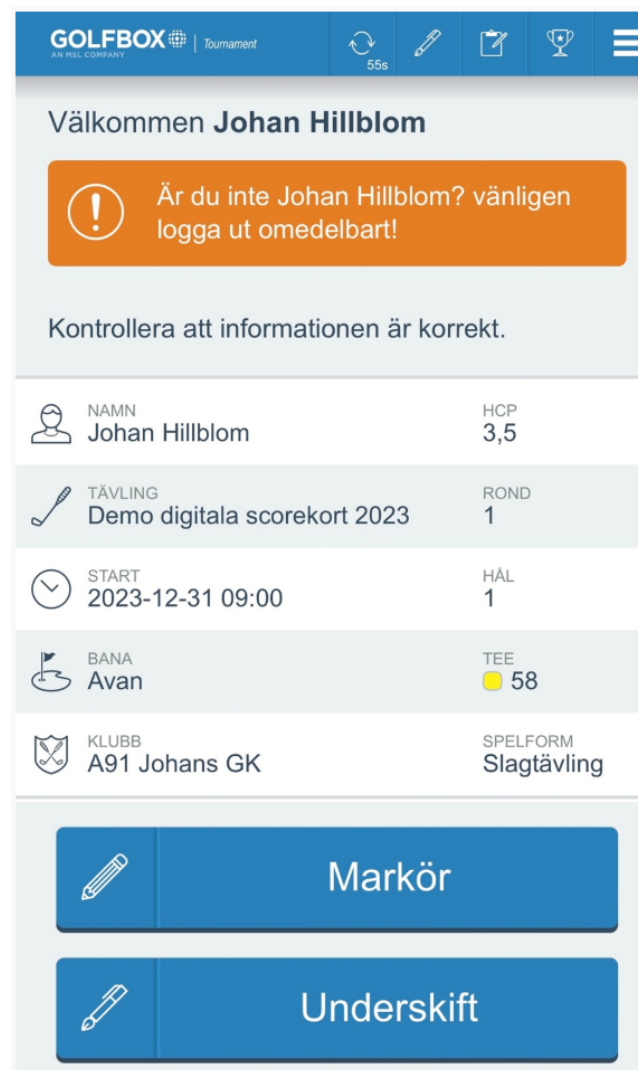 GOLFBOX | Tournament
AN MSL COMPANY
55s
Välkommen Johan Hillblom
Är du inte Johan Hillblom? vänligen
logga ut omedelbart!
Kontrollera att informationen är korrekt.
NAMN HCP
Johan Hillblom 3,5
TÄVLING ROND
Demo digitala scorekort 2023 1
START HÅL
2023-12-31 09:00 1
BANA TEE
Avan 58
KLUBB SPELFORM
A91 Johans GK Slagtävling
Markör
Underskift